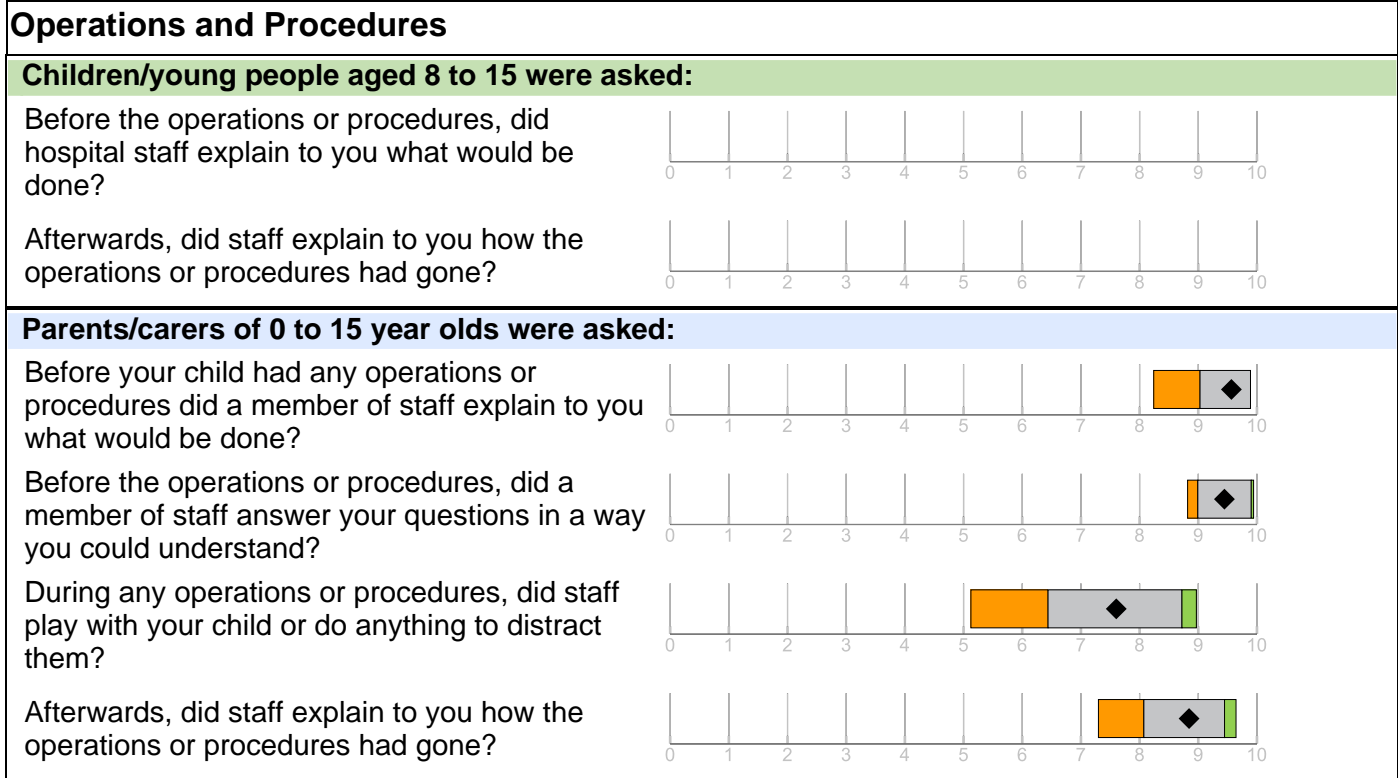 Operations and Procedures
Children/young people aged 8 to 15 were asked:
Before the operations or procedures, did
hospital staff explain to you what would be
done?
0 1 2 3 4 5 6 7 8 9 10
Afterwards, did staff explain to you how the
operations or procedures had gone?
0 1 2 3 4 5 6 7 8 9 10
Parents/carers of 0 to 15 year olds were asked:
Before your child had any operations or
procedures did a member of staff explain to you
what would be done?
0 1 2 3 4 5 6 7 8 9 10
Before the operations or procedures, did a
member of staff answer your questions in a way
you could understand?
0 1 2 3 4 5 6 7 8 9 10
During any operations or procedures, did staff
play with your child or do anything to distract
them?
0 1 2 3 4 5 6 7 8 9 10
Afterwards, did staff explain to you how the
operations or procedures had gone?
0 1 2 3 4 5 6 7 8 9 10